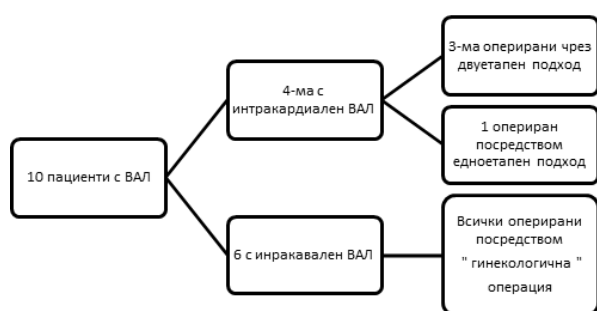 10 пациенти с ВАЛ
4-ма с
интракардиален ВАЛ
3-ма оперирани чрез
двуетапен подход
1 опериран
посредством
едноетапен подход
6 с инракавален ВАЛ
Всички оперирани
посредством
" гинекологична "
операция